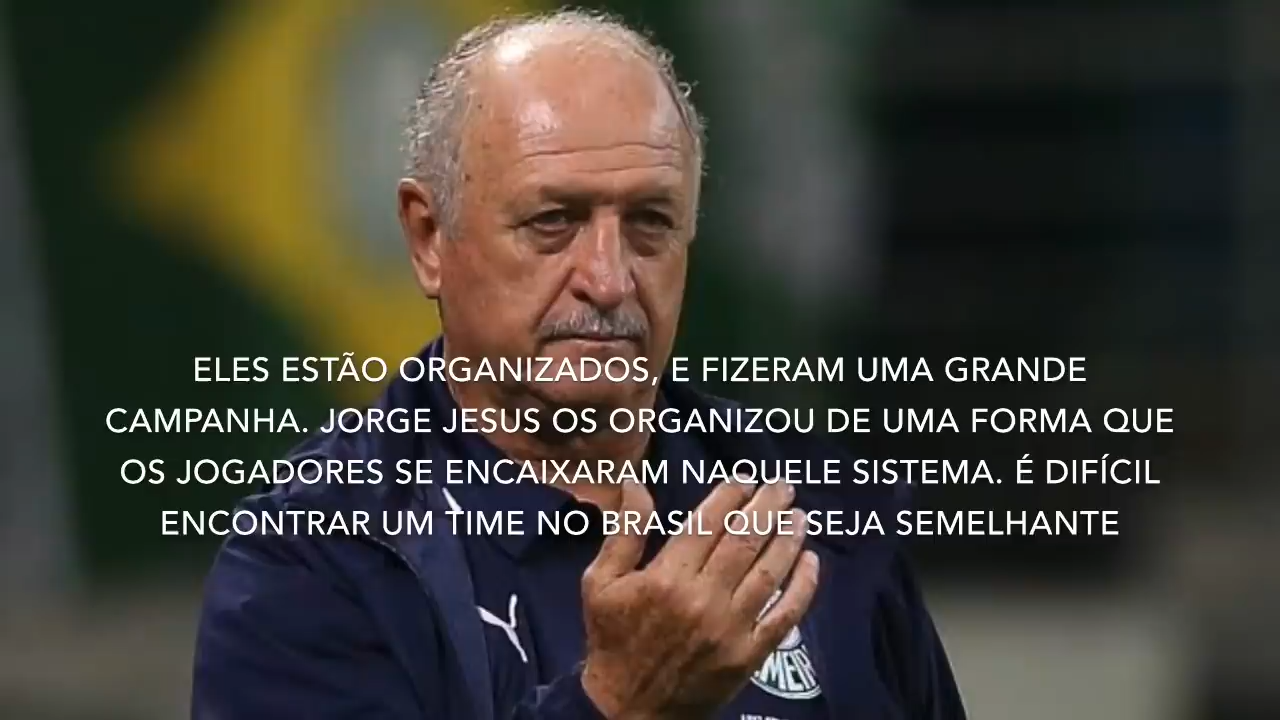 ELES ESTÃO ORGANIZADOS, E FIZERAM UMA GRANDE
CAMPANHA. JORGE JESUS OS ORGANIZOU DE UMA FORMA QUE
OS JOGADORES SE ENCAIXARAM NAQUELE SISTEMA. É DIFÍCIL
ENCONTRAR UM TIME NO BRASIL QUE SEJA SEMELHANTE